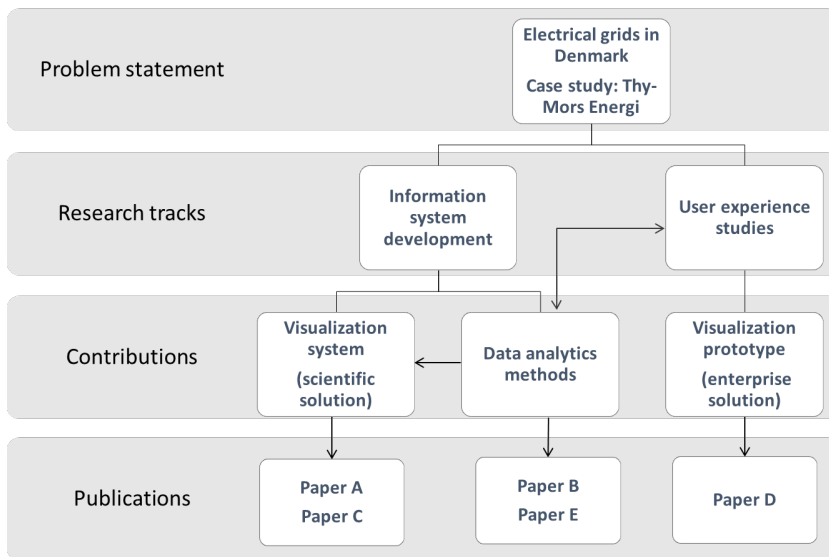 Problem statement
Electrical grids in
Denmark
Case study: Thy-
Mors Energi
Research tracks
Information
system
development
User experience
studies
Contributions
Visualization
system
(scientific
solution)
Data analytics
methods
Visualization
prototype
(enterprise
solution)
Publications
Paper A
Paper C
Paper B
Paper E
Paper D